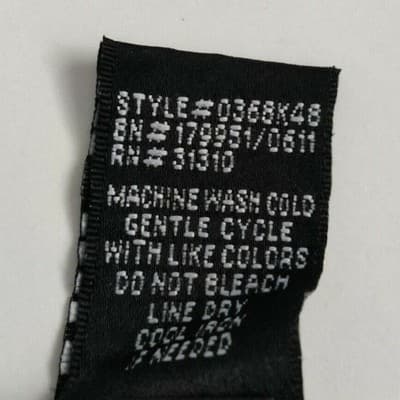 STYLE# 0368K48
BN# 179951/0611
RN# 31310
MACHINE WASH COLD
GENTLE CYCLE
WITH LIKE COLORS
DO NOT BLEACH
LINE DRY
COOL IRON
IF NEEDED